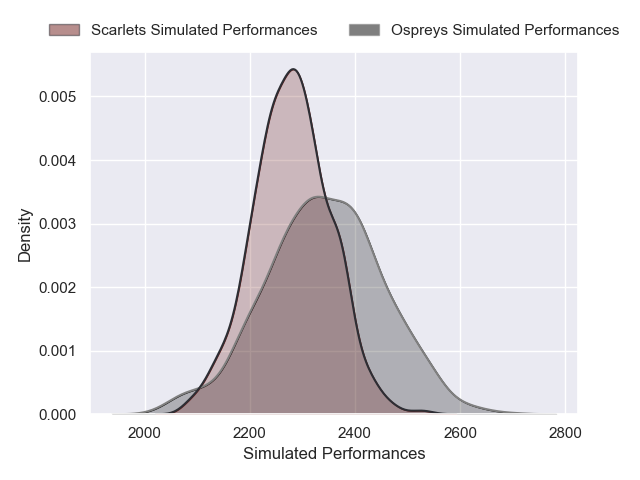 Scarlets Simulated Performances Ospreys Simulated Performances
0.005
0.004
0.003
0.002
0.001
0.000
Density
2000 2200 2400 2600 2800
Simulated Performances